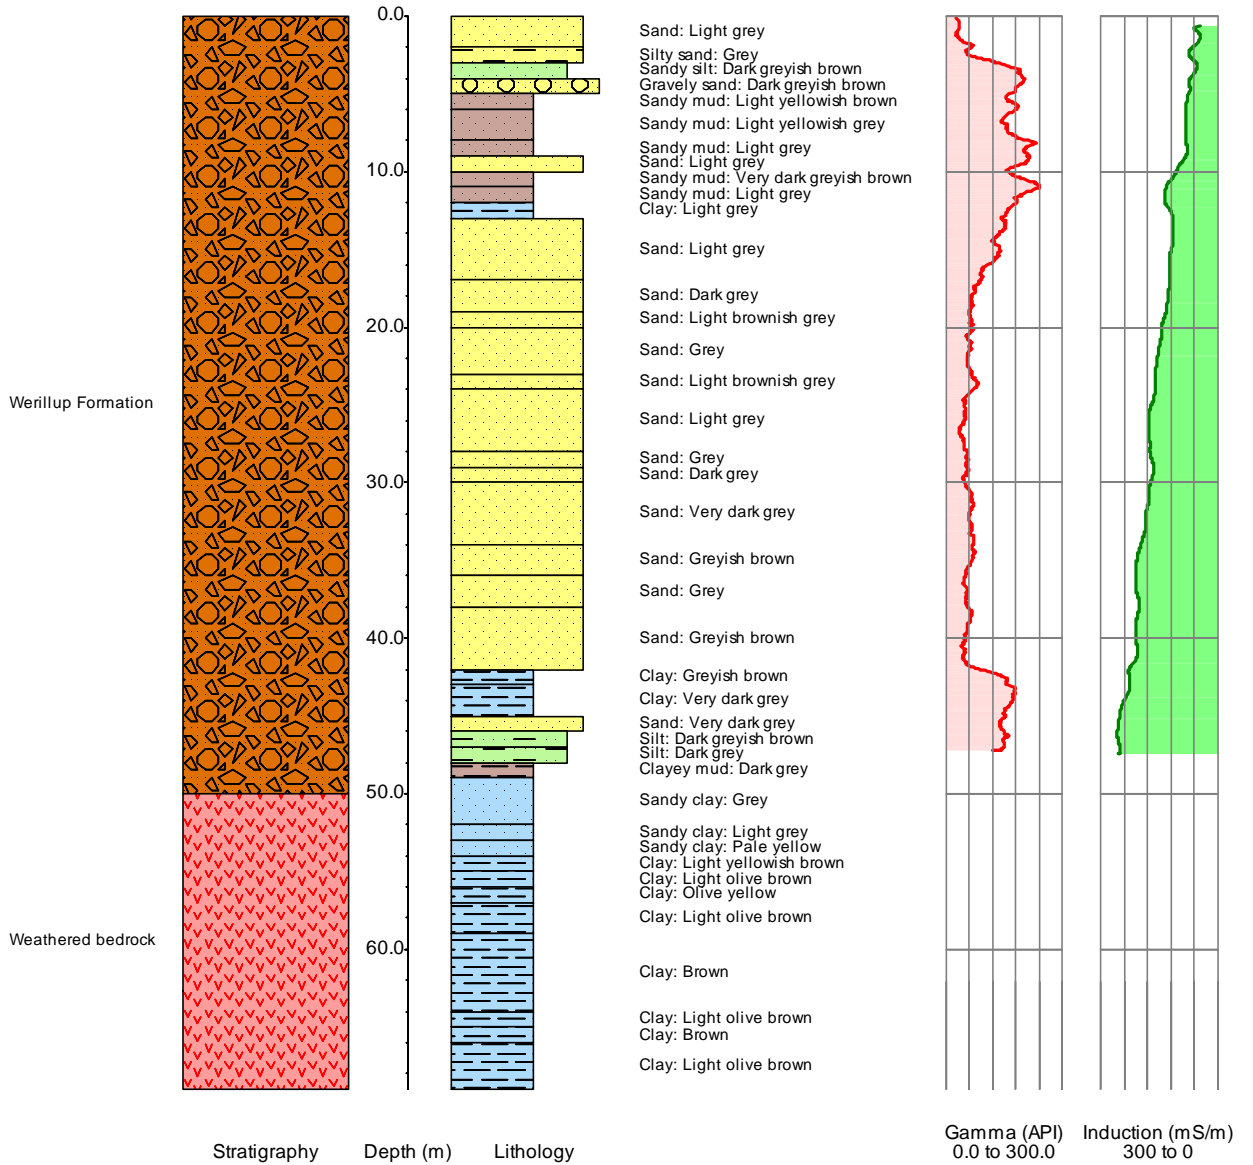 0.0
Sand: Light grey
Silty sand: Grey
Sandy silt: Dark greyish brown
Gravely sand: Dark greyish brown
Sandy mud: Light yellowish brown
Sandy mud: Light yellowish grey
Sandy mud: Light grey
Sand: Light grey
10.0
Sandy mud: Very dark greyish brown
Sandy mud: Light grey
Clay: Light grey
Sand: Light grey
Sand: Dark grey
Sand: Light brownish grey
20.0
Sand: Grey
Sand: Light brownish grey
Werillup Formation
Sand: Light grey
Sand: Grey
Sand: Dark grey
30.0
Sand: Very dark grey
Sand: Greyish brown
Sand: Grey
40.0
Sand: Greyish brown
Clay: Greyish brown
Clay: Very dark grey
Sand: Very dark grey
Silt: Dark greyish brown
Silt: Dark grey
Clayey mud: Dark grey
50.0
Sandy clay: Grey
Sandy clay: Light grey
Sandy clay: Pale yellow
Clay: Light yellowish brown
Clay: Light olive brown
Clay: Olive yellow
Clay: Light olive brown
Weathered bedrock
60.0
Clay: Brown
Clay: Light olive brown
Clay: Brown
Clay: Light olive brown
Stratigraphy
Depth (m)
Lithology
Gamma (API)
0.0 to 300.0
Induction (mS/m)
300 to 0